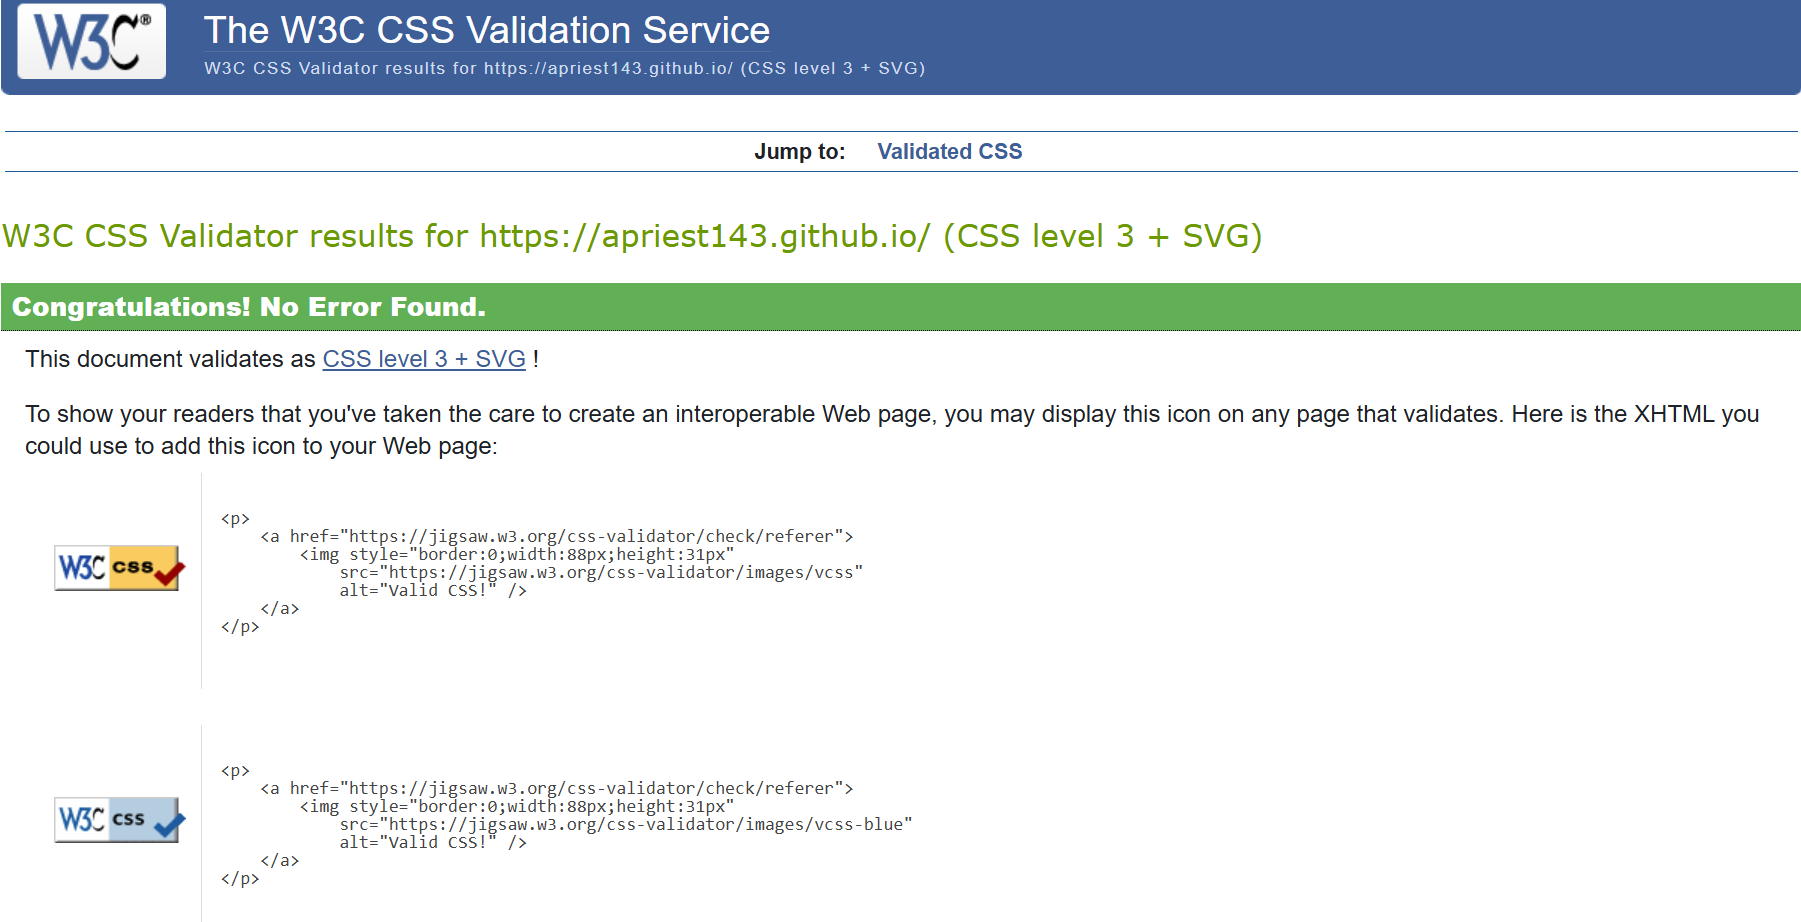 W3C®
The W3C CSS Validation Service
W3C CSS Validator results for https://apriest143.github.io/ (CSS level 3 + SVG)
Jump to: Validated CSS
W3C CSS Validator results for https://apriest143.github.io/ (CSS level 3 + SVG)
Congratulations! No Error Found.
This document validates as CSS level 3 + SVG !
To show your readers that you've taken the care to create an interoperable Web page, you may display this icon on any page that validates. Here is the XHTML you
could use to add this icon to your Web page:
W3C css
<p>
<a href="https://jigsaw.w3.org/css-validator/check/referer">
<img style="border:0;width:88px;height:31px"
src="https://jigsaw.w3.org/css-validator/images/vcss"
alt="Valid CSS!" />
</a>
</p>
W3C css
<p>
<a href="https://jigsaw.w3.org/css-validator/check/referer">
<img style="border:0;width:88px;height:31px"
src="https://jigsaw.w3.org/css-validator/images/vcss-blue"
alt="Valid CSS!" />
</a>
</p>